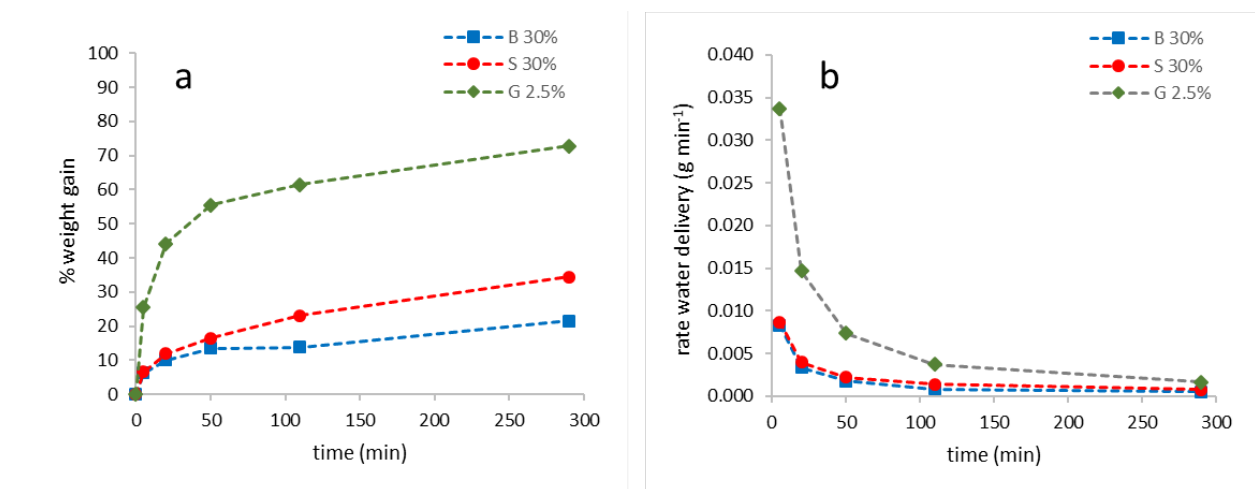 B 30%
S 30%
G 2.5%
a
% weight gain
100
90
80
70
60
50
40
30
20
10
0
0 50 100 150 200 250 300
time (min)
B 30%
S 30%
G 2.5%
b
rate water delivery (g min⁻¹)
0.040
0.035
0.030
0.025
0.020
0.015
0.010
0.005
0.000
0 50 100 150 200 250 300
time (min)